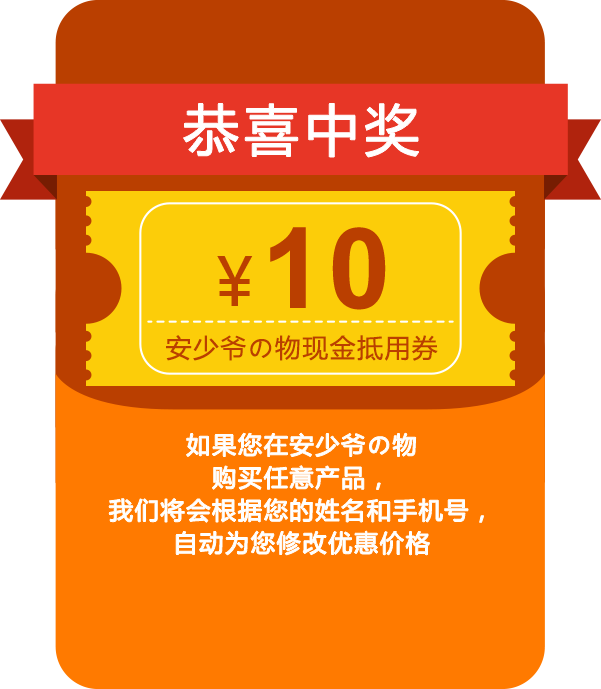 恭喜中奖
¥10
安少爷の物现金抵用券
如果您在安少爷の物
购买任意产品，
我们将会根据您的姓名和手机号，
自动为您修改优惠价格